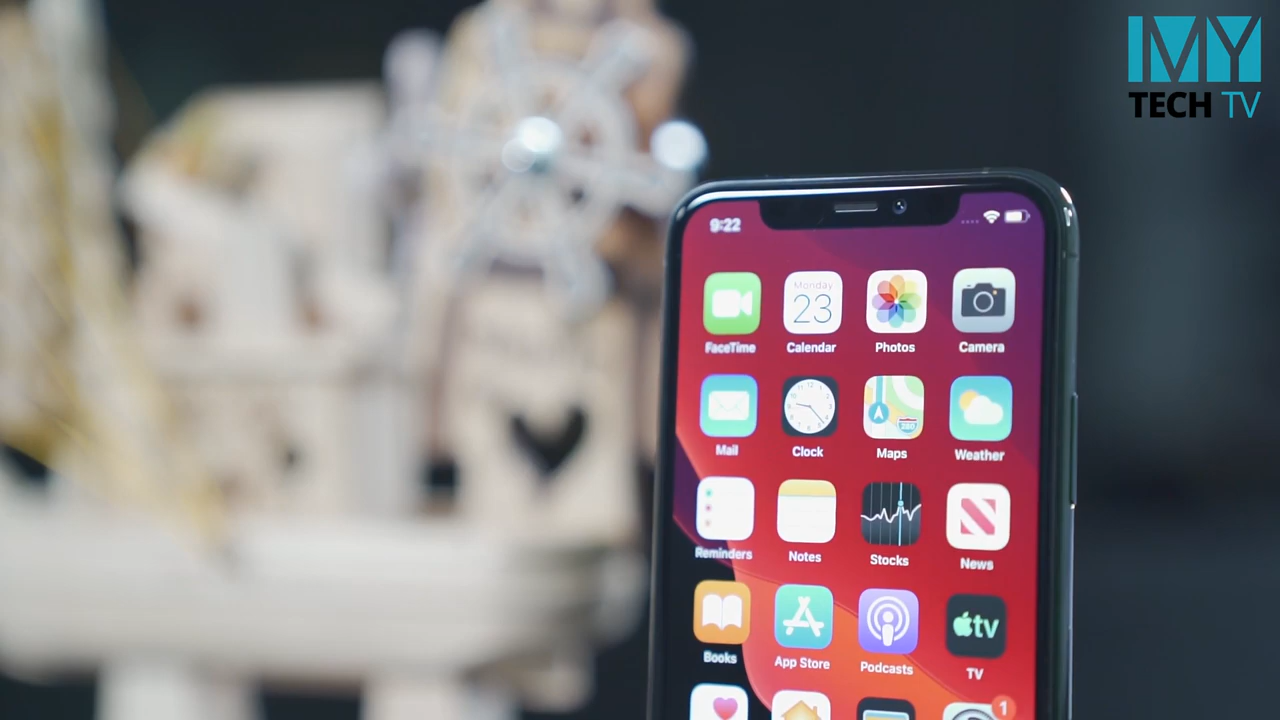 MY
TECH TV
9:22
Monday
23
FaceTime
Calendar
Photos
Camera
280
Mail
Clock
Maps
Weather
Reminders
Notes
Stocks
News
tv
Books
App Store
Podcasts
TV
1